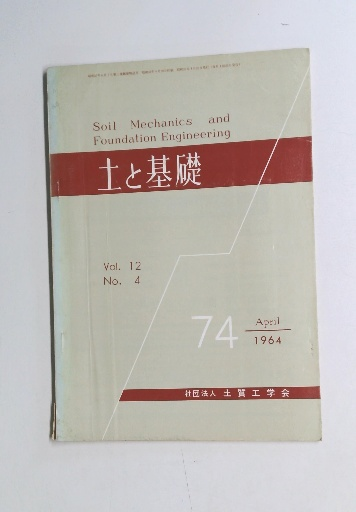 Soil Mechanics and
Foundation Engineering
土と基礎
Vol. 12
No. 4
74
April
1964
社団法人 土質工学会